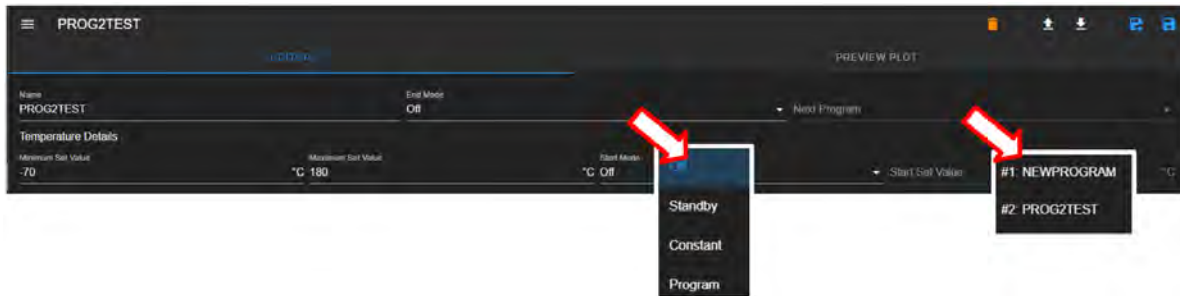 PROG2TEST
EDITING
PREVIEW PLOT
Name
End Mode
PROG2TEST
Off
Next Program
Temperature Details
Minimum Set Value
Maximum Set Value
Start Mode
-70
°C
180
°C
Off
Start Set Value
°C
Standby
Constant
Program
#1: NEWPROGRAM
#2: PROG2TEST